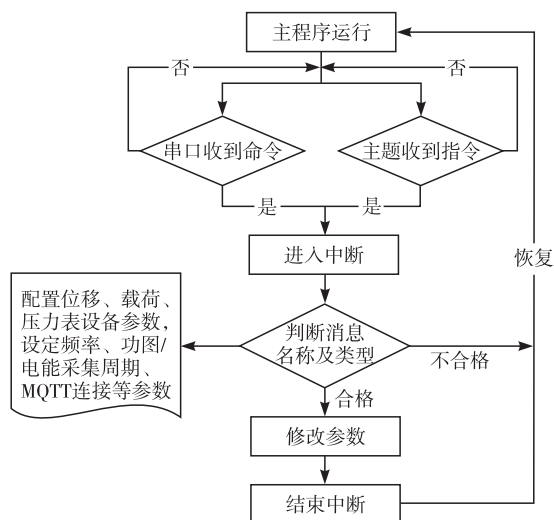 主程序运行
否
否
串口收到命令
主题收到指令
是
是
进入中断
恢复
配置位移、载荷、
压力表设备参数,
设定频率、功图/
电能采集周期、
MQTT连接等参数
判断消息
名称及类型
不合格
合格
修改参数
结束中断